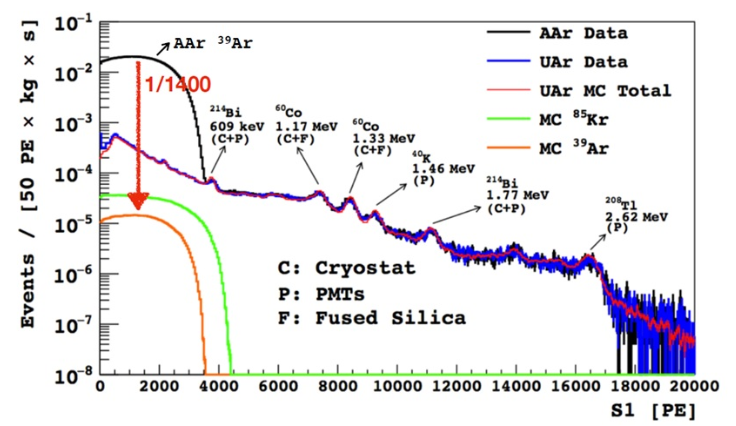 Events / [50 PE × kg × s]
10⁻¹
10⁻²
10⁻³
10⁻⁴
10⁻⁵
10⁻⁶
10⁻⁷
10⁻⁸
AAr ³⁹Ar
1/1400
²¹⁴Bi
609 keV
(C+P)
⁶⁰Co
1.17 MeV
(C+F)
⁶⁰Co
1.33 MeV
(C+F)
⁴⁰K
1.46 MeV
(P)
²¹⁴Bi
1.77 MeV
(C+P)
²⁰⁸Tl
2.62 MeV
(P)
AAr Data
UAr Data
UAr MC Total
MC ⁸⁵Kr
MC ³⁹Ar
C: Cryostat
P: PMTs
F: Fused Silica
0 2000 4000 6000 8000 10000 12000 14000 16000 18000 20000
S1 [PE]